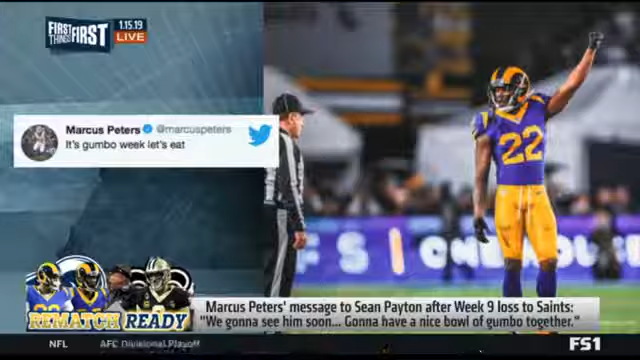 FIRST
THINGS
FIRST
1.15.19
LIVE
Marcus Peters @marcuspeters
It's gumbo week let's eat
22
REMATCH READY
Marcus Peters' message to Sean Payton after Week 9 loss to Saints:
"We gonna see him soon... Gonna have a nice bowl of gumbo together."
NFL AFC Divisional Playoff
FS1